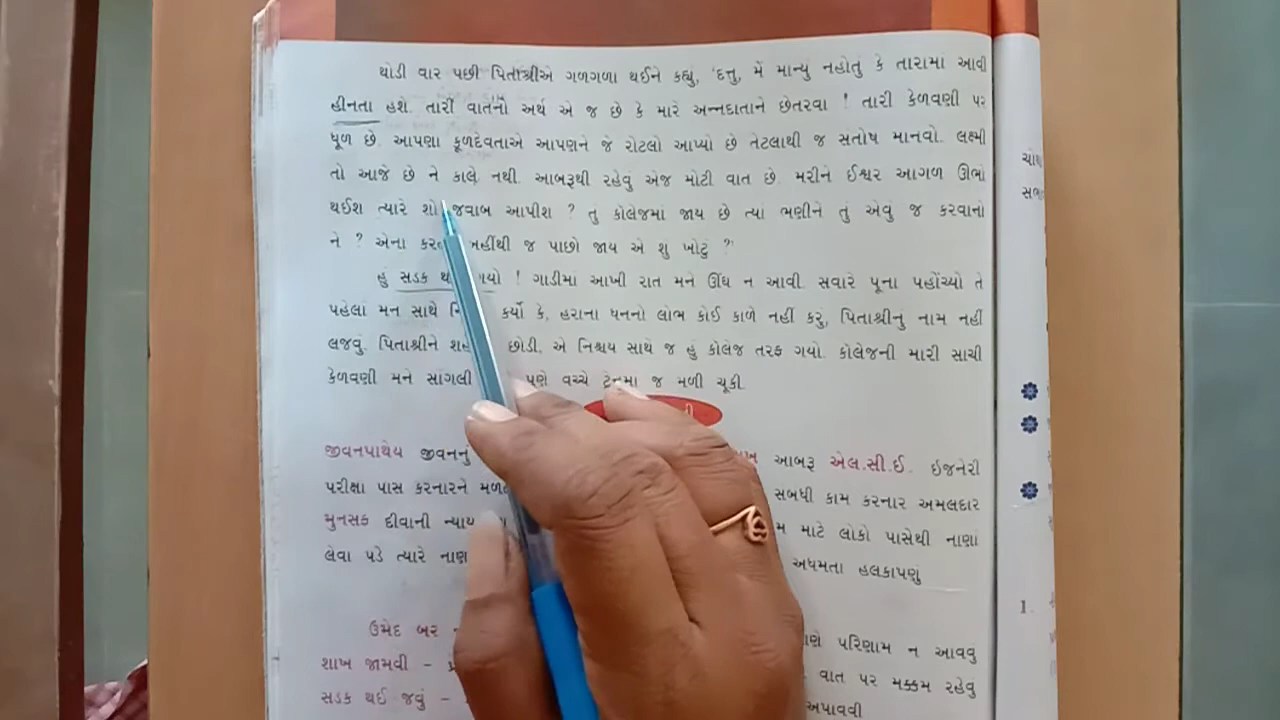 થોડી વાર પછી પિતાશ્રીએ ગળગળા થઈને કહ્યું, 'દત્તુ, મેં માન્યુ નહોતું કે તારામાં આવી
હીનતા હશે. તારી વાતનો અર્થ એ જ છે કે મારે અન્નદાતાને છેતરવા ! તારી કેળવણી પર
ધૂળ છે. આપણા કૂળદેવતાએ આપણને જે રોટલો આપ્યો છે તેટલાથી જ સતોષ માનવો. લક્ષ્મી
તો આજે છે ને કાલે નથી. આબરૂથી રહેવું એજ મોટી વાત છે. મરીને ઈશ્વર આગળ ઊભો
થઈશ ત્યારે શો જવાબ આપીશ ? તું કોલેજમાં જાય છે ત્યાં ભણીને તું એવું જ કરવાનો
ને ? એના કરતા અહીંથી જ પાછો જાય એ શુ ખોટું ?'
હું સડક થ ગયો ! ગાડીમાં આખી રાત મને ઊંઘ ન આવી. સવારે પૂના પહોંચ્યો તે
પહેલાં મન સાથે નિ કર્યો કે, હરાના ધનનો લોભ કોઈ કાળે નહીં કરુ, પિતાશ્રીનુ નામ નહીં
લજવું. પિતાશ્રીને શહ છોડી, એ નિશ્ચય સાથે જ હું કૉલેજ તરફ ગયો. કૉલેજની મારી સાચી
કેળવણી મને સાંગલી પૂણે વચ્ચે ટ્રેનમા જ મળી ચૂકી.
જીવનપાથેય જીવનનું આબરૂ એલ.સી.ઈ. ઈજનેરી
પરીક્ષા પાસ કરનારને મળ સબધી કામ કરનાર અમલદાર
મુનસફ દીવાની ન્યાય માટે લોકો પાસેથી નાણાં
લેવા પડે ત્યારે નાણ અધમતા હલકાપણું
ઉમેદ બર પરિણામ ન આવવુ
શાખ જામવી – વાત પર મક્કમ રહેવું
સડક થઈ જવું – અપાવવી
1.